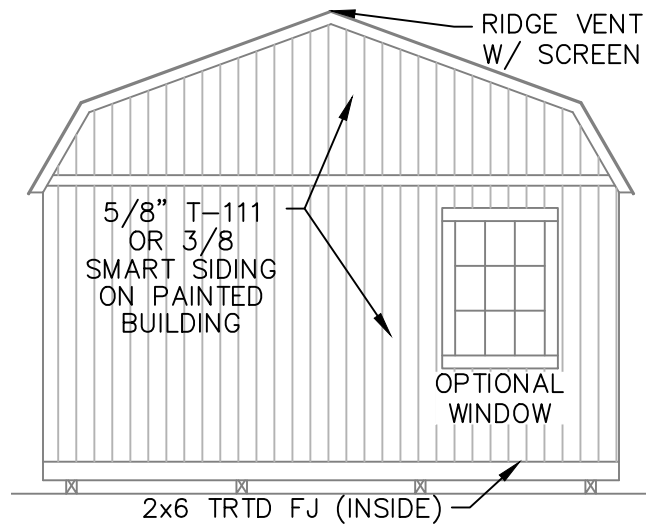 RIDGE VENT
W/ SCREEN
5/8" T-111
OR 3/8
SMART SIDING
ON PAINTED
BUILDING
OPTIONAL
WINDOW
2x6 TRTD FJ (INSIDE)